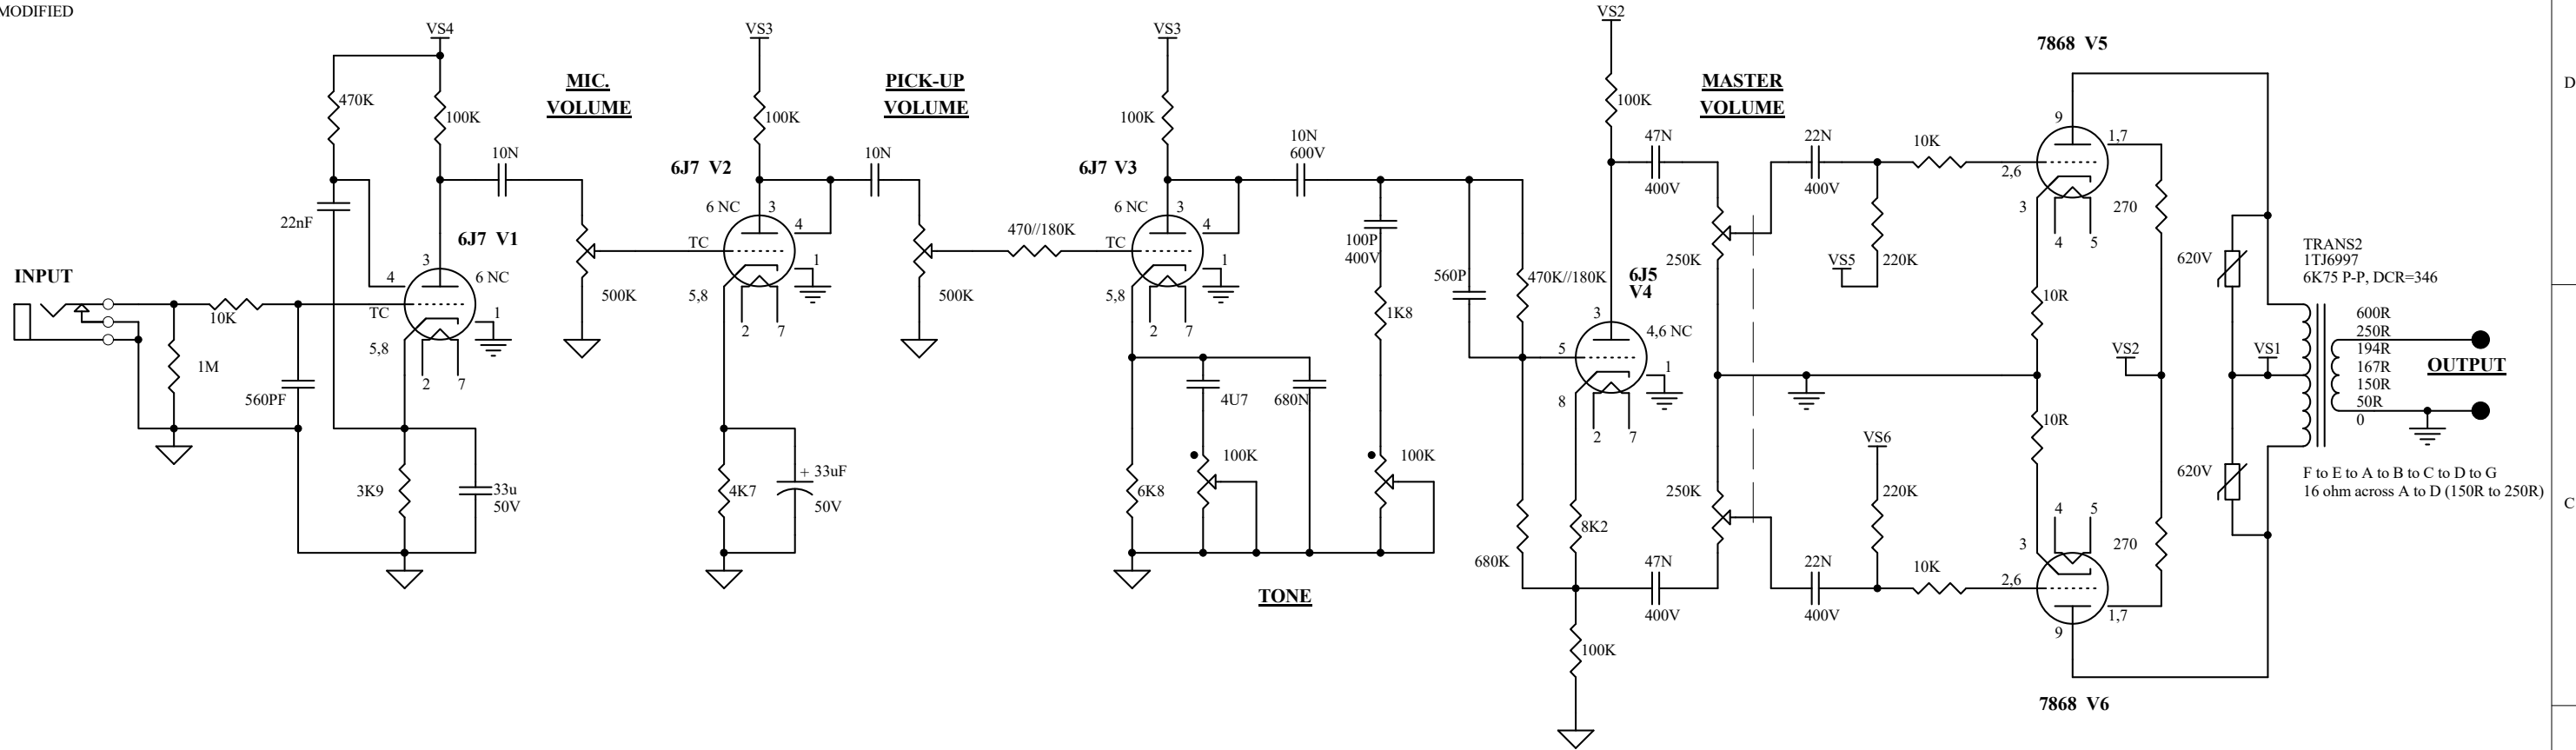 MODIFIED
VS4
470K
100K
22nF
6J7 V1
3
4
6 NC
TC
1
5,8
2
7
INPUT
10K
1M
560PF
3K9
33u
50V
10N
MIC.
VOLUME
500K
VS3
100K
6J7 V2
6 NC
3
4
TC
1
5,8
2
7
4K7
+ 33uF
50V
10N
PICK-UP
VOLUME
500K
470//180K
VS3
100K
6J7 V3
6 NC
3
4
TC
1
5,8
2
7
6K8
4U7
680N
100K
100K
TONE
10N
600V
100P
400V
1K8
560P
470K//180K
680K
VS2
100K
6J5
V4
3
4,6 NC
5
1
8
2
7
8K2
100K
47N
400V
MASTER
VOLUME
250K
250K
47N
400V
22N
400V
VS5
220K
10K
VS6
220K
22N
400V
10K
7868 V5
9
1,7
2,6
3
4
5
270
10R
10R
VS2
4
5
3
270
2,6
1,7
9
7868 V6
620V
VS1
620V
TRANS2
1TJ6997
6K75 P-P, DCR=346
600R
250R
194R
167R
150R
50R
0
OUTPUT
F to E to A to B to C to D to G
16 ohm across A to D (150R to 250R)
D
C